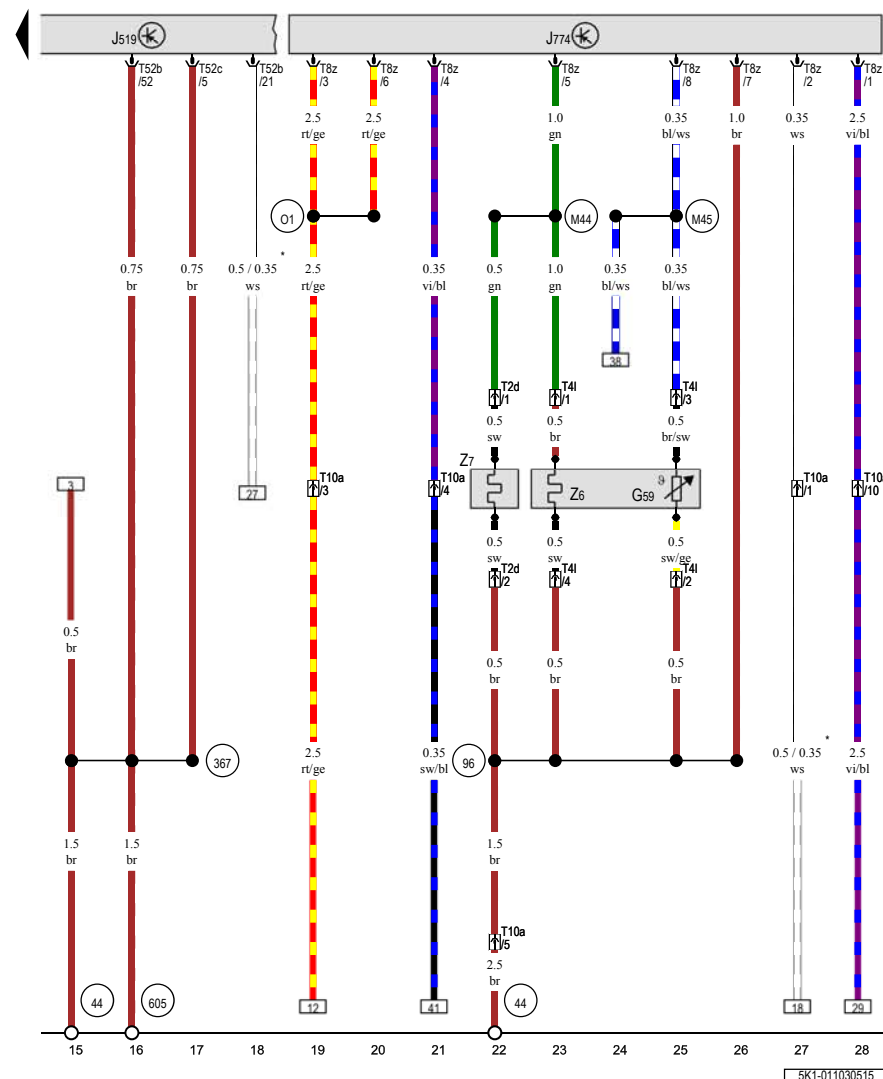 J519 J774
T52b /52
T52c /5
T52b /21
T8z /3
T8z /6
T8z /4
T8z /5
T8z /8
T8z /7
T8z /2
T8z /1
2.5 2.5 1.0 0.35 1.0 0.35 2.5
rt/ge rt/ge gn bl/ws br ws vi/bl
O1 M44 M45
0.75 0.75 0.5 / 0.35 * 2.5 0.35 0.5 1.0 0.35 0.35
br br ws rt/ge vi/bl gn gn bl/ws bl/ws
38
T2d /1
T4l /1
T4l /3
0.5 0.5 0.5
sw br br/sw
Z7
3 27
T10a /3
T10a /4
Z6 G59 ϑ
T10a /1
T10a /10
0.5 0.5 0.5
sw sw sw/ge
T2d /2
T4l /4
T4l /2
0.5 0.5 0.5 0.5
br br br br
367 96
2.5 0.35 0.5 / 0.35 * 2.5
rt/ge sw/bl ws vi/bl
1.5 1.5 1.5
br br br
T10a /5
2.5
br
44 605 12 41 44 18 29
15 16 17 18 19 20 21 22 23 24 25 26 27 28
5K1-011030515